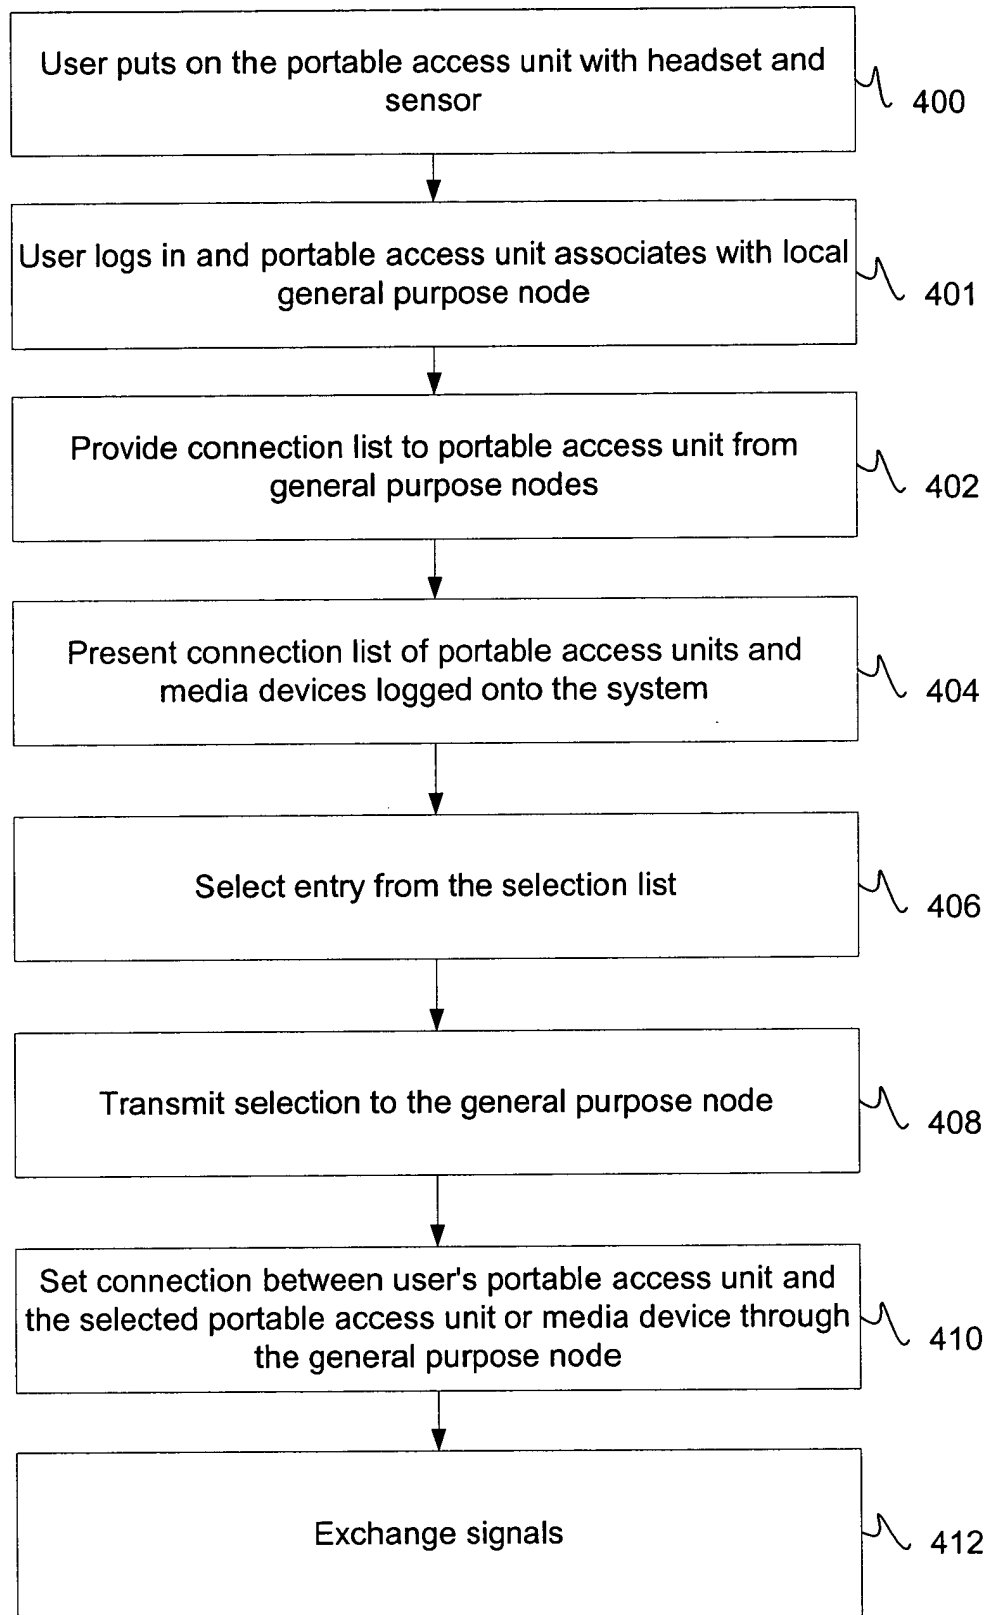 User puts on the portable access unit with headset and
sensor
400
User logs in and portable access unit associates with local
general purpose node
401
Provide connection list to portable access unit from
general purpose nodes
402
Present connection list of portable access units and
media devices logged onto the system
404
Select entry from the selection list
406
Transmit selection to the general purpose node
408
Set connection between user's portable access unit and
the selected portable access unit or media device through
the general purpose node
410
Exchange signals
412